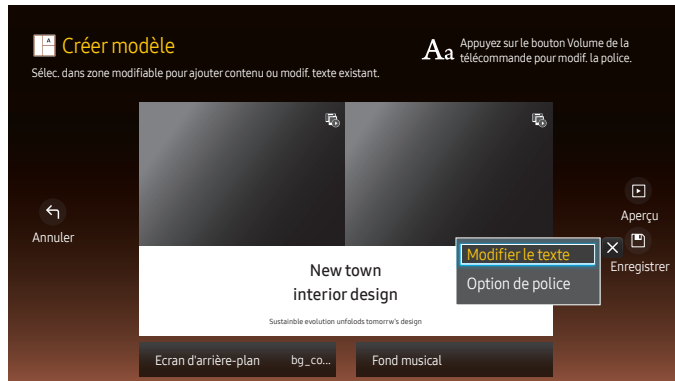 Créer modèle
Sélec. dans zone modifiable pour ajouter contenu ou modif. texte existant.
Aa
Appuyez sur le bouton Volume de la
télécommande pour modif. la police.
Annuler
New town
interior design
Sustainble evolution unfolods tomorrw's design
Modifier le texte
Option de police
Aperçu
Enregistrer
Ecran d'arrière-plan bg_co...
Fond musical